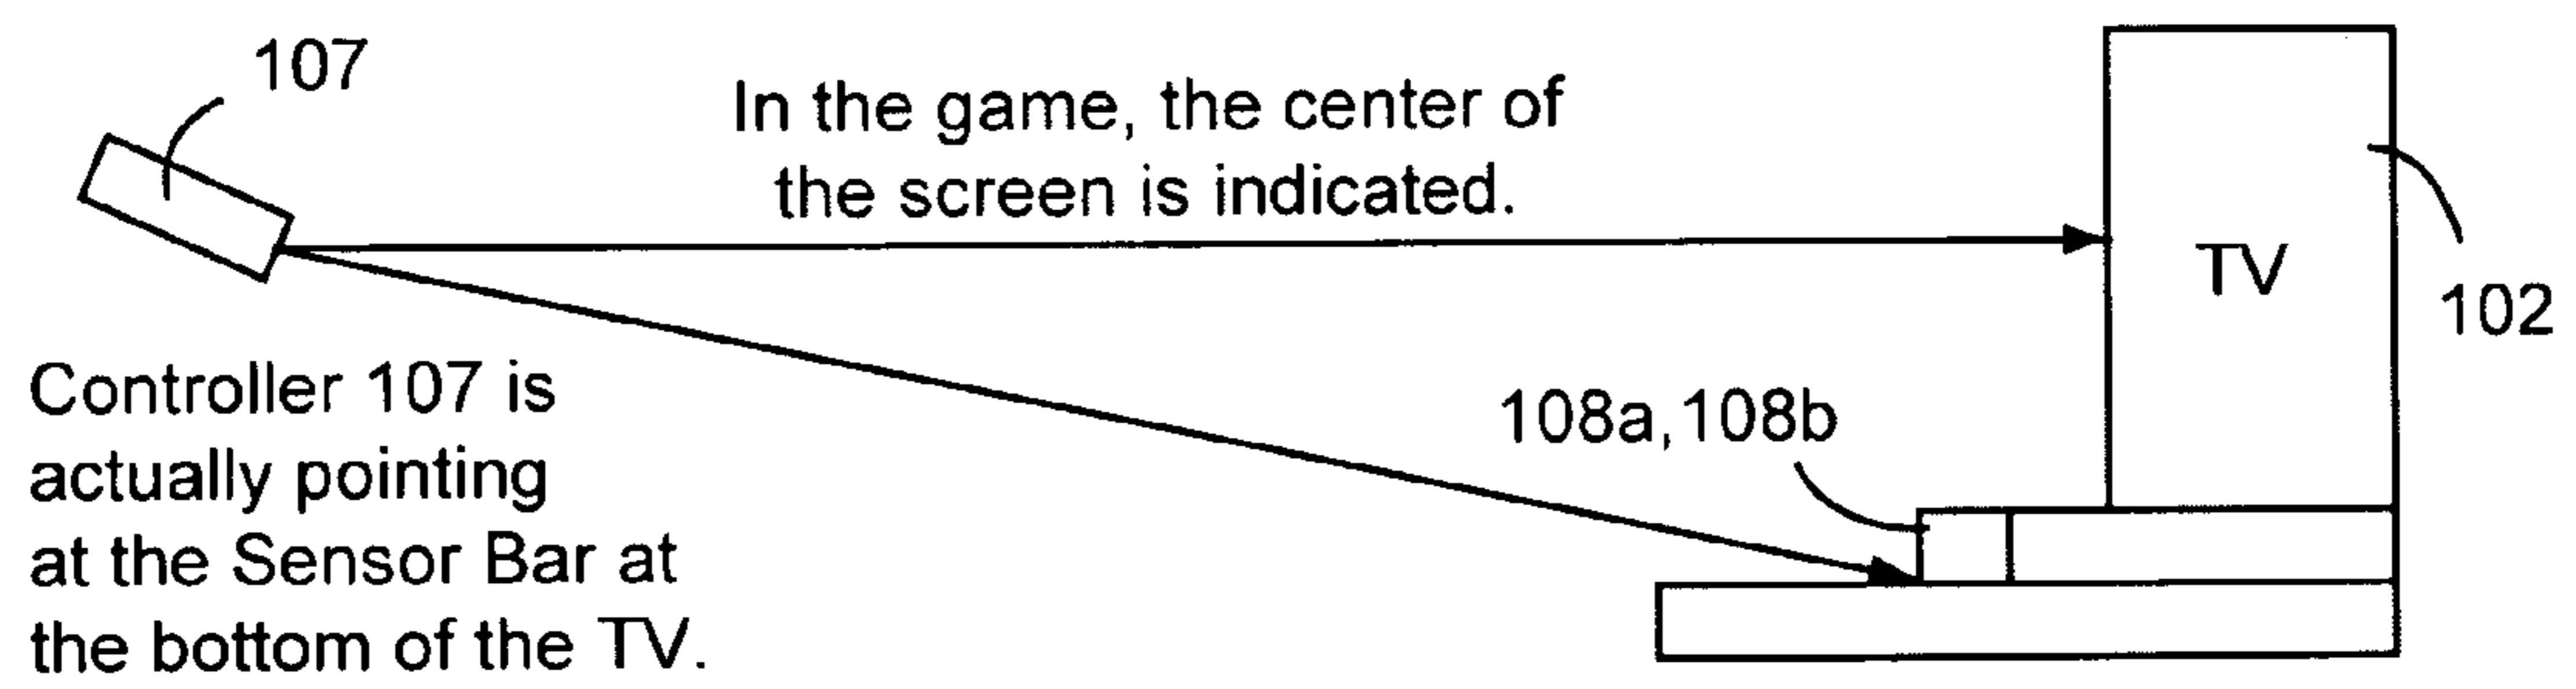 107
In the game, the center of
the screen is indicated.
TV
102
108a,108b
Controller 107 is
actually pointing
at the Sensor Bar at
the bottom of the TV.